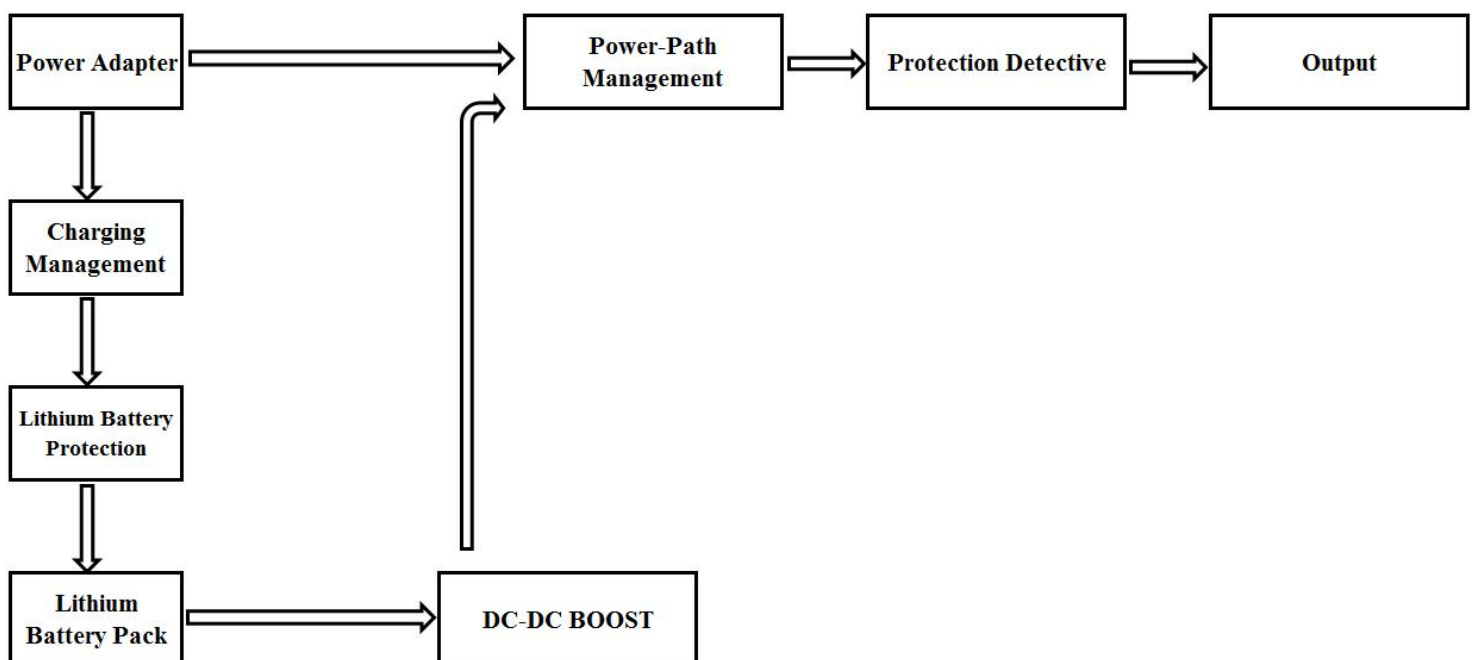 Power Adapter
Power-Path
Management
Protection Detective
Output
Charging
Management
Lithium Battery
Protection
Lithium
Battery Pack
DC-DC BOOST